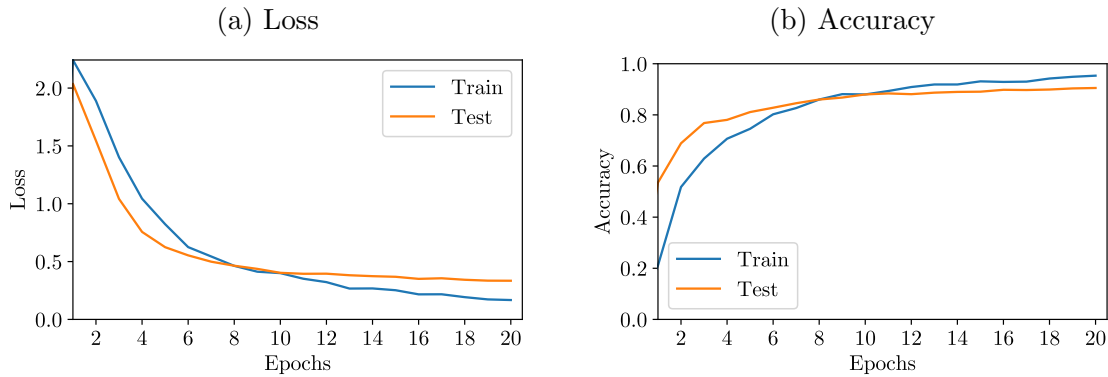 (a) Loss
2.0
1.5
1.0
0.5
0.0
Loss
Train
Test
2 4 6 8 10 12 14 16 18 20
Epochs
(b) Accuracy
1.0
0.8
0.6
0.4
0.2
0.0
Accuracy
Train
Test
2 4 6 8 10 12 14 16 18 20
Epochs